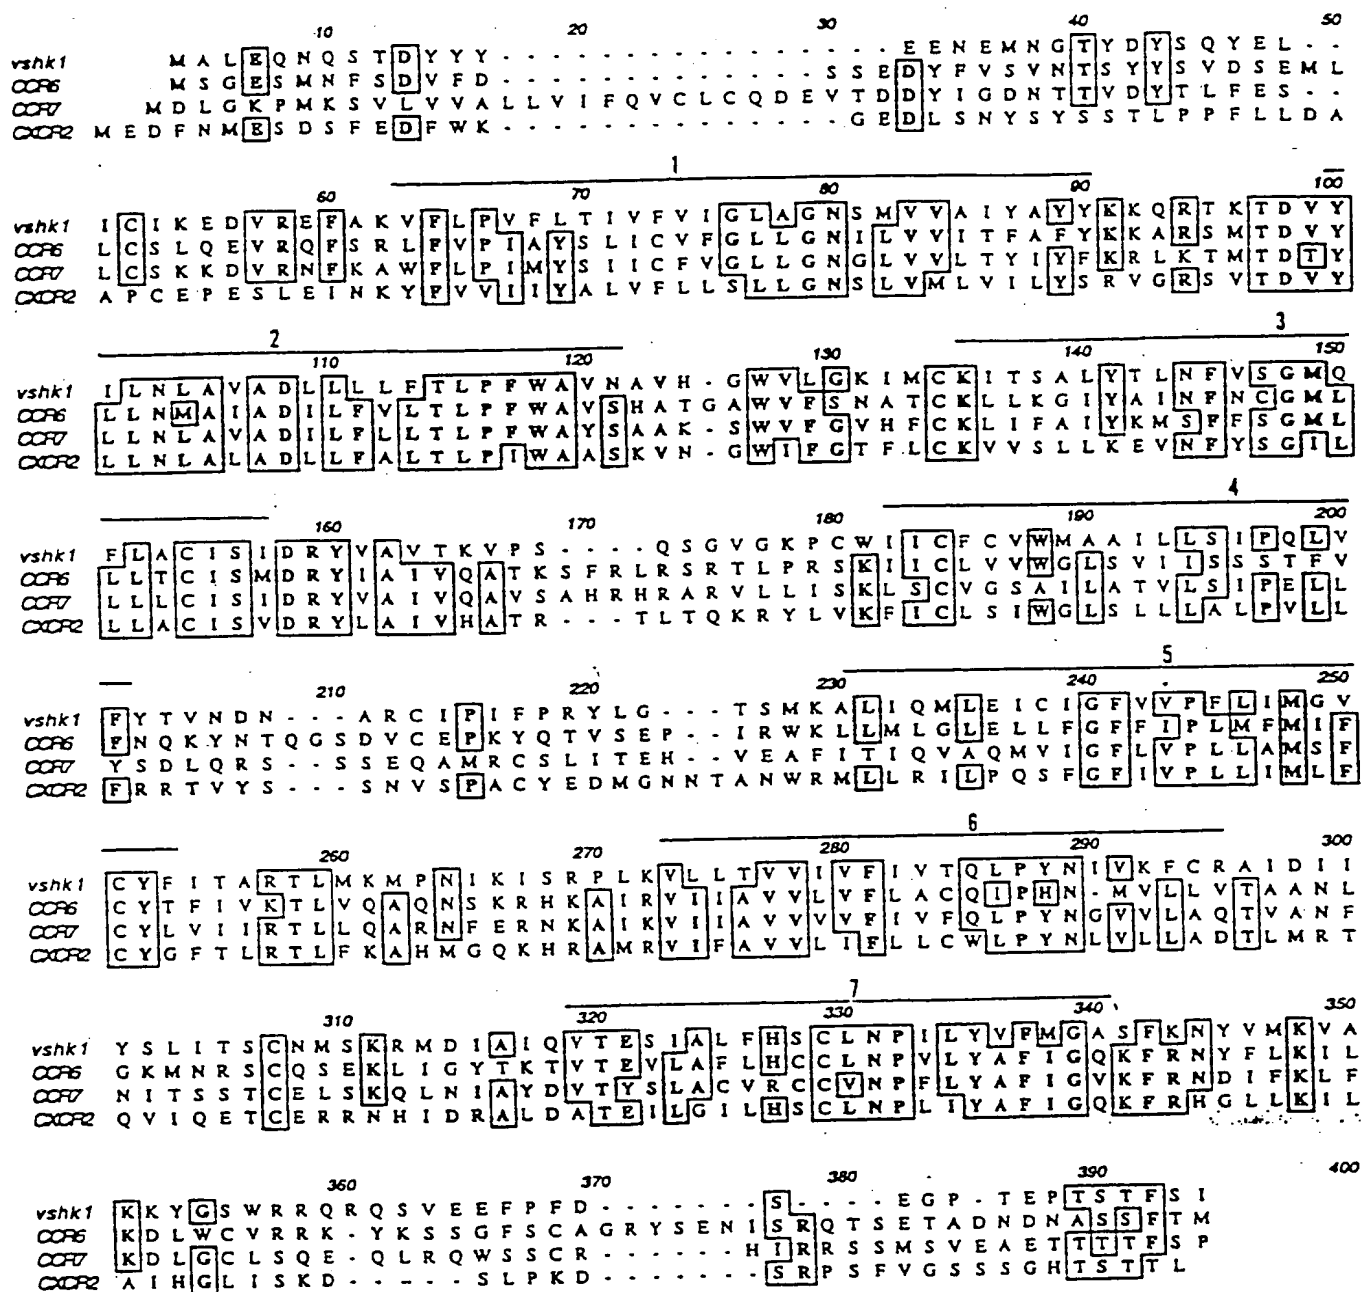 10 20 30 40 50
vshk1 M A L E Q N Q S T D Y Y Y - - - - - - - - - - - - - - - - E E N E M N G T Y D Y S Q Y E L - -
CCR6 M S G E S M N F S D V F D - - - - - - - - - - - - - S S E D Y F V S V N T S Y Y S V D S E M L
CCR7 M D L G K P M K S V L V V A L L V I F Q V C L C Q D E V T D D Y I G D N T T V D Y T L F E S - -
CXCR2 M E D F N M E S D S F E D F W K - - - - - - - - - - - - - - G E D L S N Y S Y S S T L P P F L L D A
1
60 70 80 90 100
vshk1 I C I K E D V R E F A K V F L P V F L T I V F V I G L A G N S M V V A I Y A Y Y K K Q R T K T D V Y
CCR6 L C S L Q E V R Q F S R L F V P I A Y S L I C V F G L L G N I L V V I T F A F Y K K A R S M T D V Y
CCR7 L C S K K D V R N F K A W F L P I M Y S I I C F V G L L G N G L V V L T Y I Y F K R L K T M T D T Y
CXCR2 A P C E P E S L E I N K Y F V V I I Y A L V F L L S L L G N S L V M L V I L Y S R V G R S V T D V Y
2 3
110 120 130 140 150
vshk1 I L N L A V A D L L L L F T L P F W A V N A V H - G W V L G K I M C K I T S A L Y T L N F V S G M Q
CCR6 L L N M A I A D I L F V L T L P F W A V S H A T G A W V F S N A T C K L L K G I Y A I N F N C G M L
CCR7 L L N L A V A D I L F L L T L P F W A Y S A A K - S W V F G V H F C K L I F A I Y K M S F F S G M L
CXCR2 L L N L A L A D L L F A L T L P I W A A S K V N - G W I F G T F L C K V V S L L K E V N F Y S G I L
4
160 170 180 190 200
vshk1 F L A C I S I D R Y V A V T K V P S - - - - Q S G V G K P C W I I C F C V W M A A I L L S I P Q L V
CCR6 L L T C I S M D R Y I A I V Q A T K S F R L R S R T L P R S K I I C L V V W G L S V I I S S S T F V
CCR7 L L L C I S I D R Y V A I V Q A V S A H R H R A R V L L I S K L S C V G S A I L A T V L S I P E L L
CXCR2 L L A C I S V D R Y L A I V H A T R - - - T L T Q K R Y L V K F I C L S I W G L S L L L A L P V L L
5
210 220 230 240 250
vshk1 F Y T V N D N - - - A R C I P I F P R Y L G - - - T S M K A L I Q M L E I C I G F V V P F L I M G V
CCR6 F N Q K Y N T Q G S D V C E P K Y Q T V S E P - - I R W K L L M L G L E L L F G F F I P L M F M I F
CCR7 Y S D L Q R S - - S S E Q A M R C S L I T E H - - V E A F I T I Q V A Q M V I G F L V P L L A M S F
CXCR2 F R R T V Y S - - - S N V S P A C Y E D M G N N T A N W R M L L R I L P Q S F G F I V P L L I M L F
6
260 270 280 290 300
vshk1 C Y F I T A R T L M K M P N I K I S R P L K V L L T V V I V F I V T Q L P Y N I V K F C R A I D I I
CCR6 C Y T F I V K T L V Q A Q N S K R H K A I R V I I A V V L V F L A C Q I P H N - M V L L V T A A N L
CCR7 C Y L V I I R T L L Q A R N F E R N K A I K V I I A V V V V F I V F Q L P Y N G V V L A Q T V A N F
CXCR2 C Y G F T L R T L F K A H M G Q K H R A M R V I F A V V L I F L L C W L P Y N L V L L A D T L M R T
7
310 320 330 340 350
vshk1 Y S L I T S C N M S K R M D I A I Q V T E S I A L F H S C L N P I L Y V F M G A S F K N Y V M K V A
CCR6 G K M N R S C Q S E K L I G Y T K T V T E V L A F L H C C L N P V L Y A F I G Q K F R N Y F L K I L
CCR7 N I T S S T C E L S K Q L N I A Y D V T Y S L A C V R C C V N P F L Y A F I G V K F R N D I F K L F
CXCR2 Q V I Q E T C E R R N H I D R A L D A T E I L G I L H S C L N P L I Y A F I G Q K F R H G L L K I L
360 370 380 390 400
vshk1 K K Y G S W R R Q R Q S V E E F P F D - - - - - - - S - - - - E G P - T E P T S T F S I
CCR6 K D L W C V R R K - Y K S S G F S C A G R Y S E N I S R Q T S E T A D N D N A S S F T M
CCR7 K D L G C L S Q E - Q L R Q W S S C R - - - - - - H I R R S S M S V E A E T T T T F S P
CXCR2 A I H G L I S K D - - - - - S L P K D - - - - - - - S R P S F V G S S S G H T S T T L